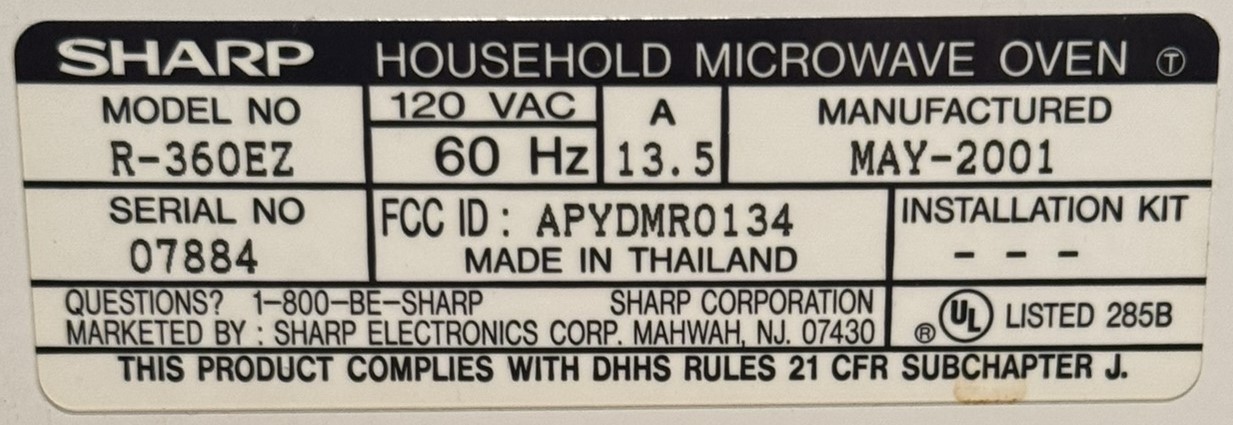 SHARP HOUSEHOLD MICROWAVE OVEN Ⓣ
MODEL NO
R-360EZ
120 VAC
60 Hz
A
13.5
MANUFACTURED
MAY-2001
SERIAL NO
07884
FCC ID : APYDMR0134
MADE IN THAILAND
INSTALLATION KIT
- - -
QUESTIONS? 1-800-BE-SHARP SHARP CORPORATION
MARKETED BY : SHARP ELECTRONICS CORP. MAHWAH, NJ. 07430
® UL LISTED 285B
THIS PRODUCT COMPLIES WITH DHHS RULES 21 CFR SUBCHAPTER J.